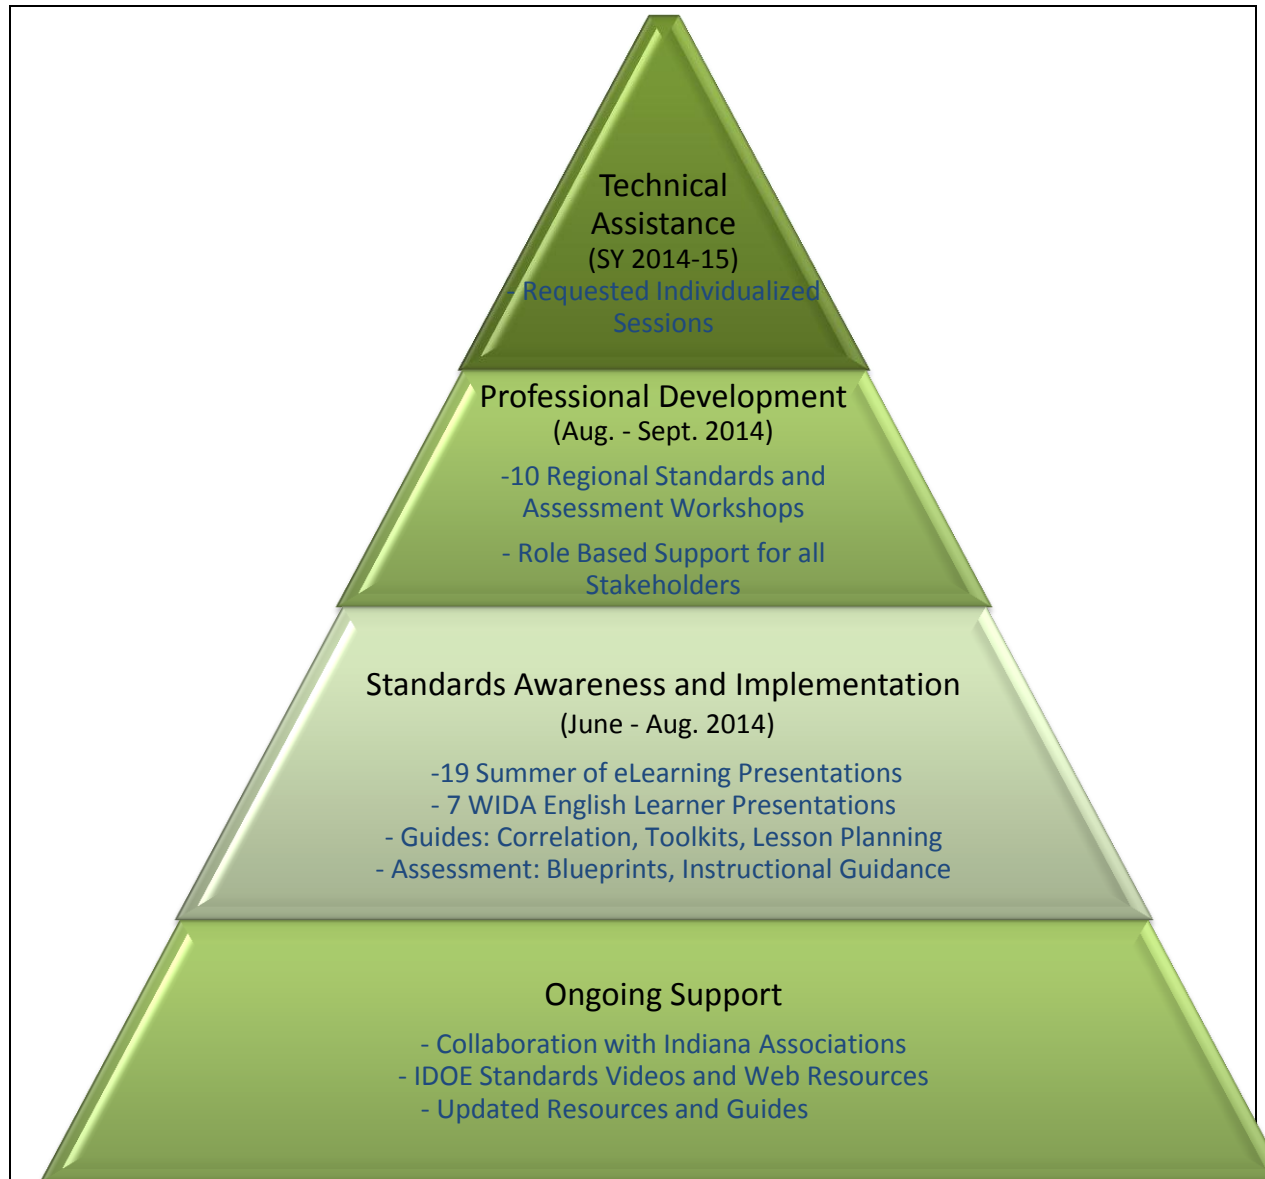 Technical
Assistance
(SY 2014-15)
- Requested Individualized
Sessions
Professional Development
(Aug. - Sept. 2014)
-10 Regional Standards and
Assessment Workshops
- Role Based Support for all
Stakeholders
Standards Awareness and Implementation
(June - Aug. 2014)
-19 Summer of eLearning Presentations
- 7 WIDA English Learner Presentations
- Guides: Correlation, Toolkits, Lesson Planning
- Assessment: Blueprints, Instructional Guidance
Ongoing Support
- Collaboration with Indiana Associations
- IDOE Standards Videos and Web Resources
- Updated Resources and Guides